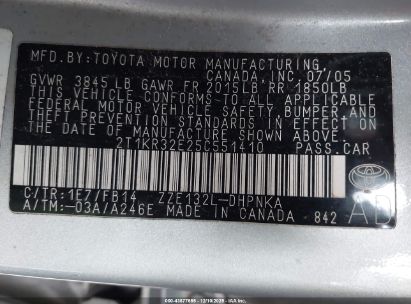 MFD.BY:TOYOTA MOTOR MANUFACTURING
CANADA, INC. 07/05
GVWR 3845LB GAWR FR 2015LB RR 1850LB
THIS VEHICLE CONFORMS TO ALL APPLICABLE
FEDERAL MOTOR VEHICLE SAFETY, BUMPER, AND
THEFT PREVENTION STANDARDS IN EFFECT ON
THE DATE OF MANUFACTURE SHOWN ABOVE.
2T1KR32E25C551410 PASS.CAR
C/TR: 1E7/FB14 ZZE132L-DHPNKA
A/TM:-03A/A246E MADE IN CANADA 842
AD